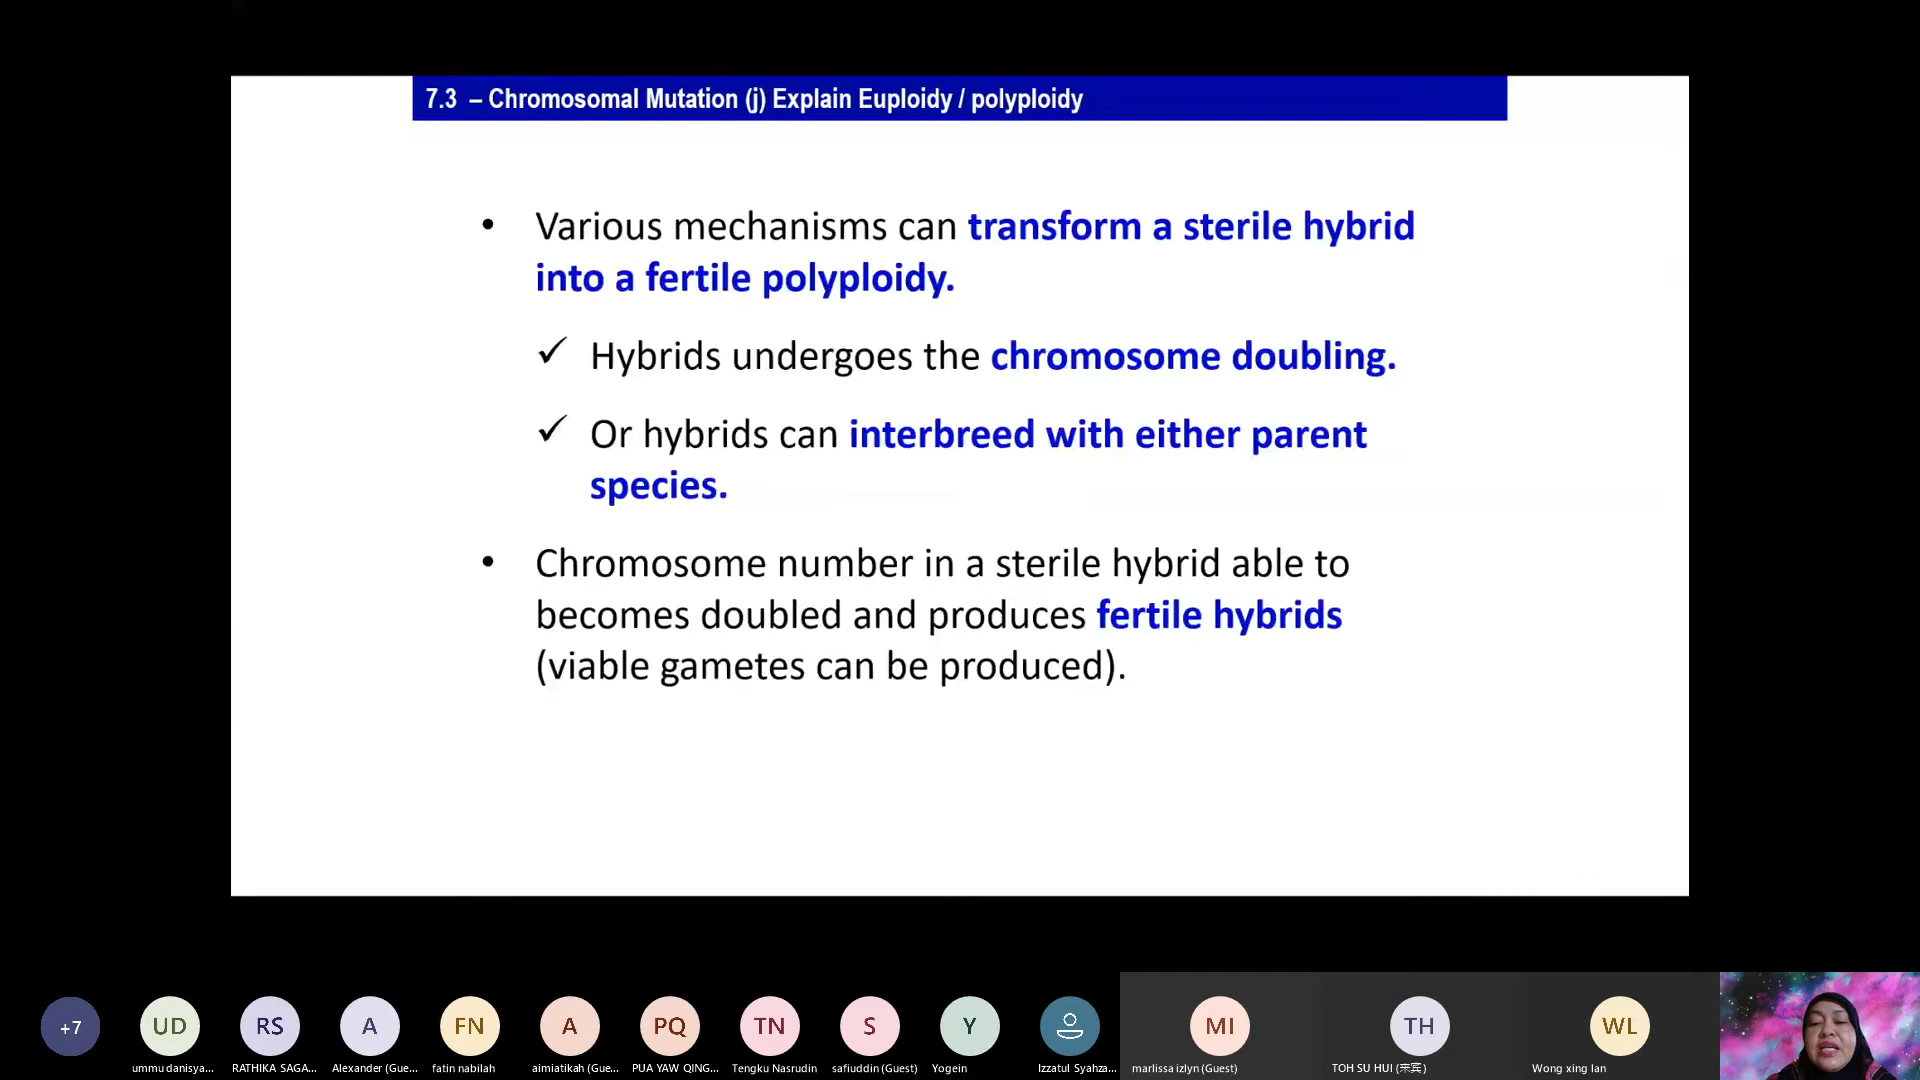 7.3 – Chromosomal Mutation (j) Explain Euploidy / polyploidy
• Various mechanisms can transform a sterile hybrid
into a fertile polyploidy.
✓ Hybrids undergoes the chromosome doubling.
✓ Or hybrids can interbreed with either parent
species.
• Chromosome number in a sterile hybrid able to
becomes doubled and produces fertile hybrids
(viable gametes can be produced).
+7 UD RS A FN A PQ TN S Y MI TH WL
ummu danisya... RATHIKA SAGA... Alexander (Gue... fatin nabilah aimiatikah (Gue... PUA YAW QING... Tengku Nasrudin safiuddin (Guest) Yogein Izzatul Syahza... marlissa izlyn (Guest) TOH SU HUI (来宾) Wong xing lan